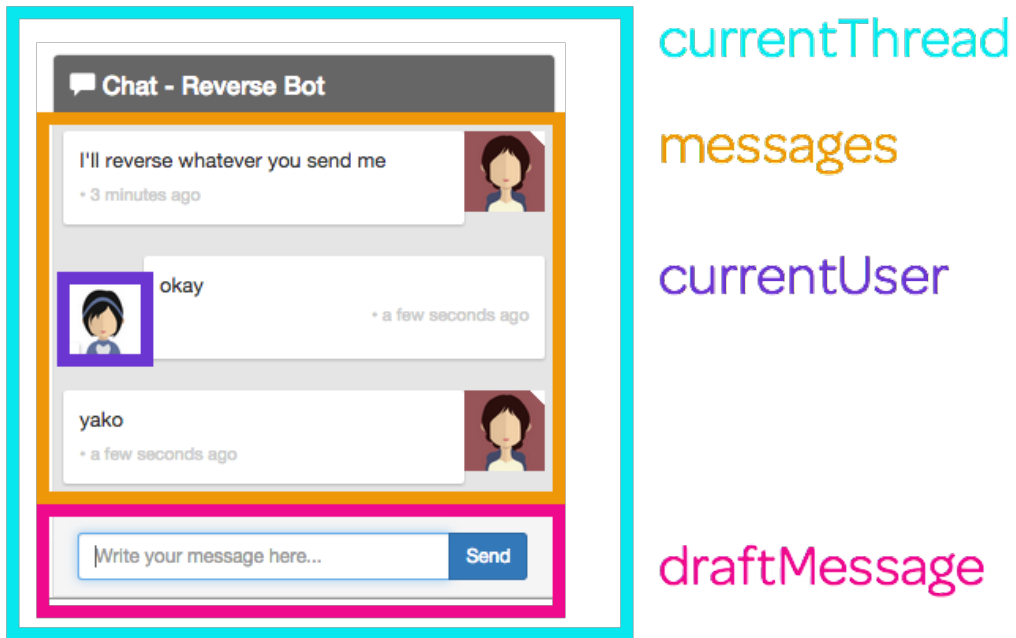 currentThread
Chat - Reverse Bot
messages
I'll reverse whatever you send me
• 3 minutes ago
currentUser
okay
• a few seconds ago
yako
• a few seconds ago
Write your message here...
Send
draftMessage